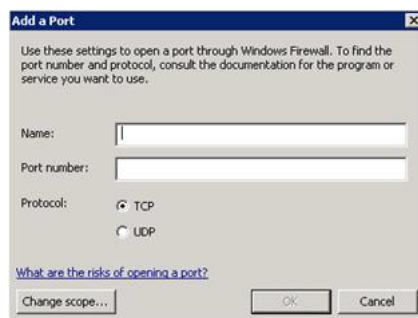 Add a Port
Use these settings to open a port through Windows Firewall. To find the
port number and protocol, consult the documentation for the program or
service you want to use.
Name:
Port number:
Protocol:
TCP
UDP
What are the risks of opening a port?
Change scope...
OK
Cancel